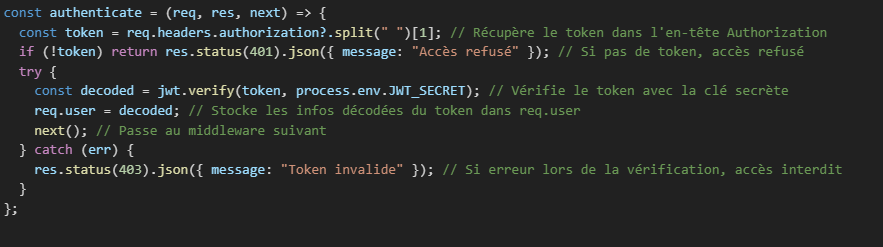 const authenticate = (req, res, next) => {
  const token = req.headers.authorization?.split(" ")[1]; // Récupère le token dans l'en-tête Authorization
  if (!token) return res.status(401).json({ message: "Accès refusé" }); // Si pas de token, accès refusé
  try {
    const decoded = jwt.verify(token, process.env.JWT_SECRET); // Vérifie le token avec la clé secrète
    req.user = decoded; // Stocke les infos décodées du token dans req.user
    next(); // Passe au middleware suivant
  } catch (err) {
    res.status(403).json({ message: "Token invalide" }); // Si erreur lors de la vérification, accès interdit
  }
};